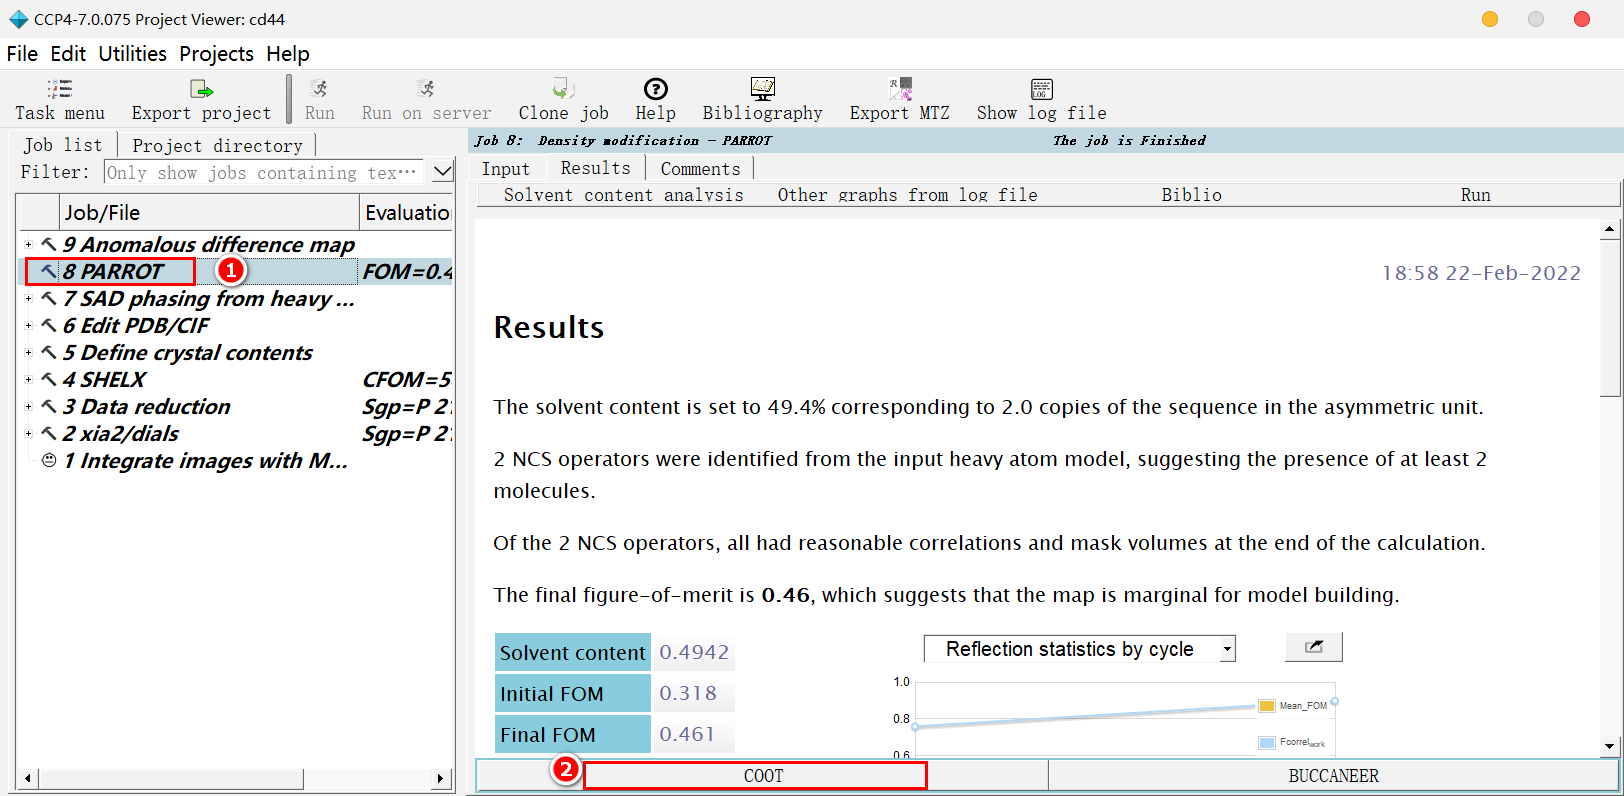 CCP4-7.0.075 Project Viewer: cd44
File Edit Utilities Projects Help
Task menu Export project Run Run on server Clone job Help Bibliography Export MTZ Show log file
Job list Project directory
Filter: Only show jobs containing tex···
Job/File Evaluatio
9 Anomalous difference map
8 PARROT FOM=0.4
1
7 SAD phasing from heavy ...
6 Edit PDB/CIF
5 Define crystal contents
4 SHELX CFOM=5
3 Data reduction Sgp=P 2
2 xia2/dials Sgp=P 2
1 Integrate images with M...
Job 8: Density modification - PARROT The job is Finished
Input Results Comments
Solvent content analysis Other graphs from log file Biblio Run
18:58 22-Feb-2022
Results
The solvent content is set to 49.4% corresponding to 2.0 copies of the sequence in the asymmetric unit.
2 NCS operators were identified from the input heavy atom model, suggesting the presence of at least 2
molecules.
Of the 2 NCS operators, all had reasonable correlations and mask volumes at the end of the calculation.
The final figure-of-merit is 0.46, which suggests that the map is marginal for model building.
Solvent content 0.4942
Initial FOM 0.318
Final FOM 0.461
Reflection statistics by cycle
1.0
0.8
0.6
Mean_FOM
Fcorrelwork
2
COOT BUCCANEER